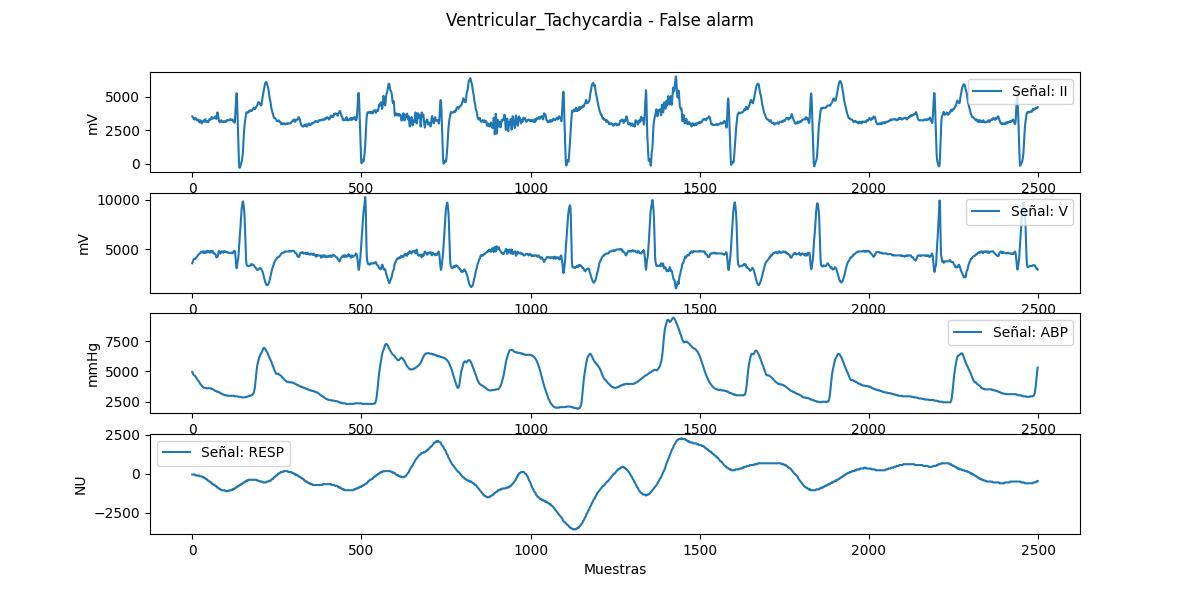 Ventricular_Tachycardia - False alarm
5000
2500
0
mV
Señal: II
0 500 1000 1500 2000 2500
10000
5000
mV
Señal: V
0 500 1000 1500 2000 2500
7500
5000
2500
mmHg
Señal: ABP
0 500 1000 1500 2000 2500
2500
0
−2500
NU
Señal: RESP
0 500 1000 1500 2000 2500
Muestras